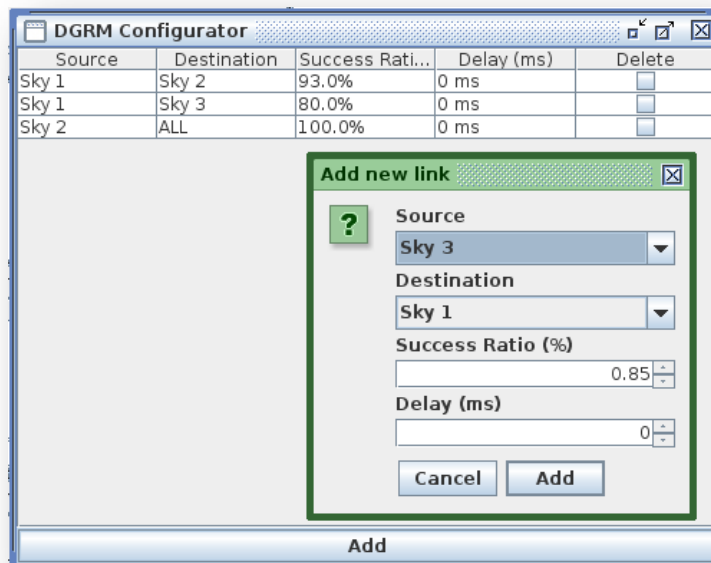 DGRM Configurator
Source Destination Success Rati... Delay (ms) Delete
Sky 1 Sky 2 93.0% 0 ms
Sky 1 Sky 3 80.0% 0 ms
Sky 2 ALL 100.0% 0 ms
Add new link
?
Source
Sky 3
Destination
Sky 1
Success Ratio (%)
0.85
Delay (ms)
0
Cancel Add
Add